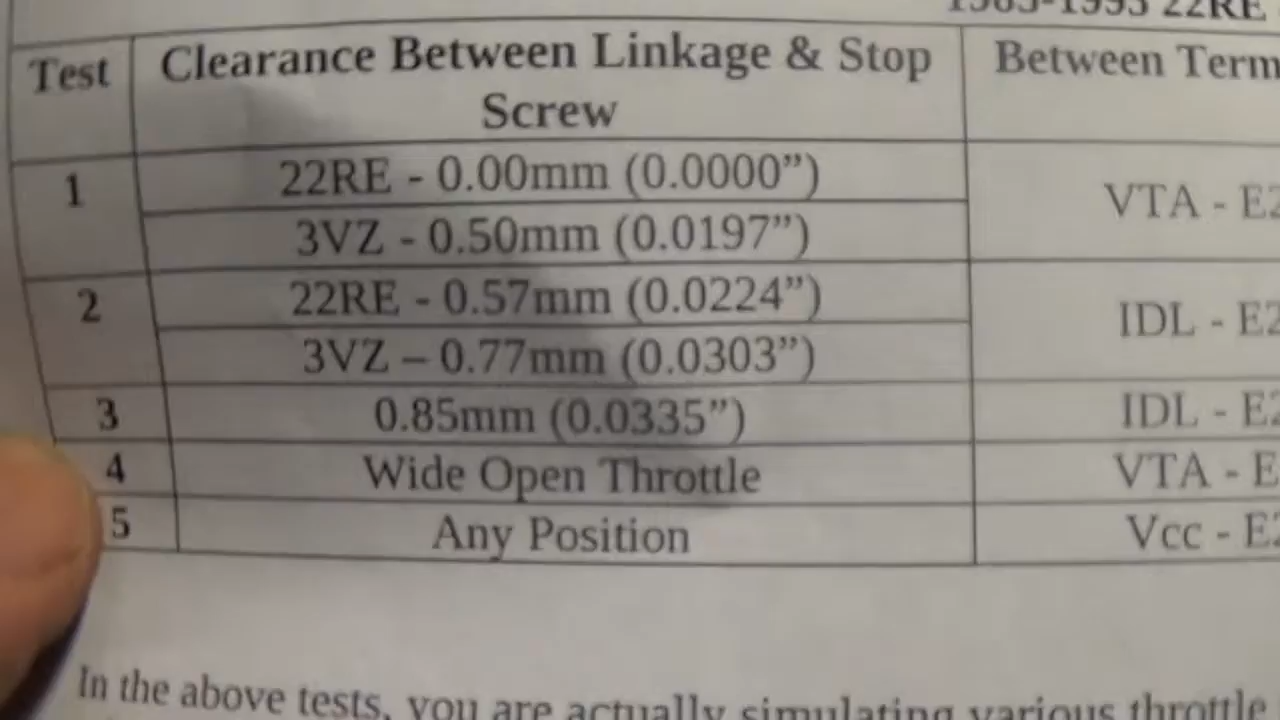 22RE
Test Clearance Between Linkage & Stop Between
Screw
1 22RE - 0.00mm (0.0000”) VTA -
3VZ - 0.50mm (0.0197”)
2 22RE - 0.57mm (0.0224”) IDL -
3VZ – 0.77mm (0.0303”)
3 0.85mm (0.0335”) IDL -
4 Wide Open Throttle VTA -
5 Any Position Vcc -
In the above tests, you are actually simulating various throttle